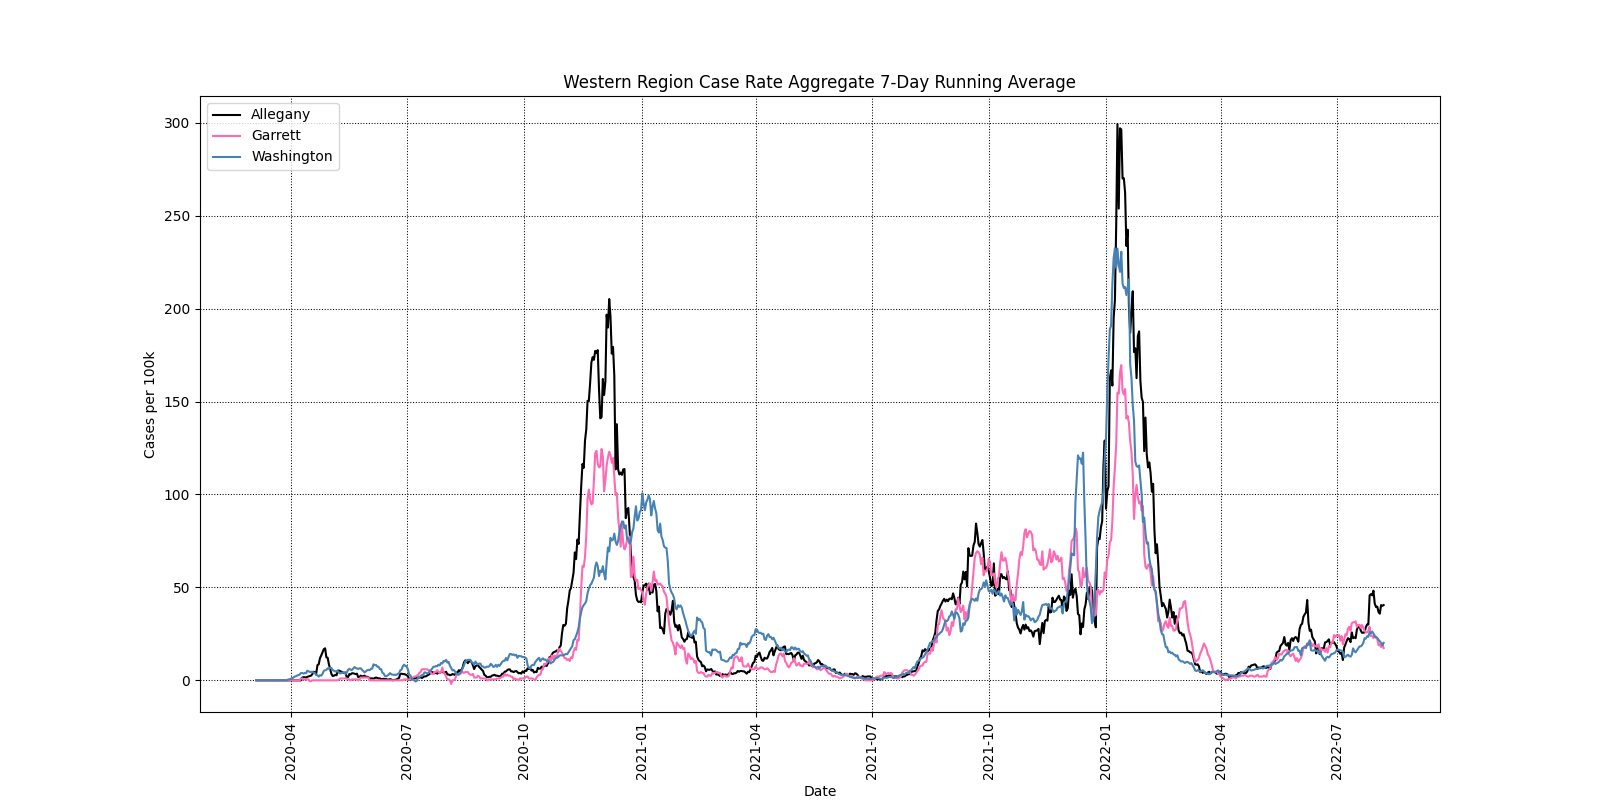 Western Region Case Rate Aggregate 7-Day Running Average
Allegany
Garrett
Washington
Cases per 100k
300
250
200
150
100
50
0
2020-04
2020-07
2020-10
2021-01
2021-04
2021-07
2021-10
2022-01
2022-04
2022-07
Date